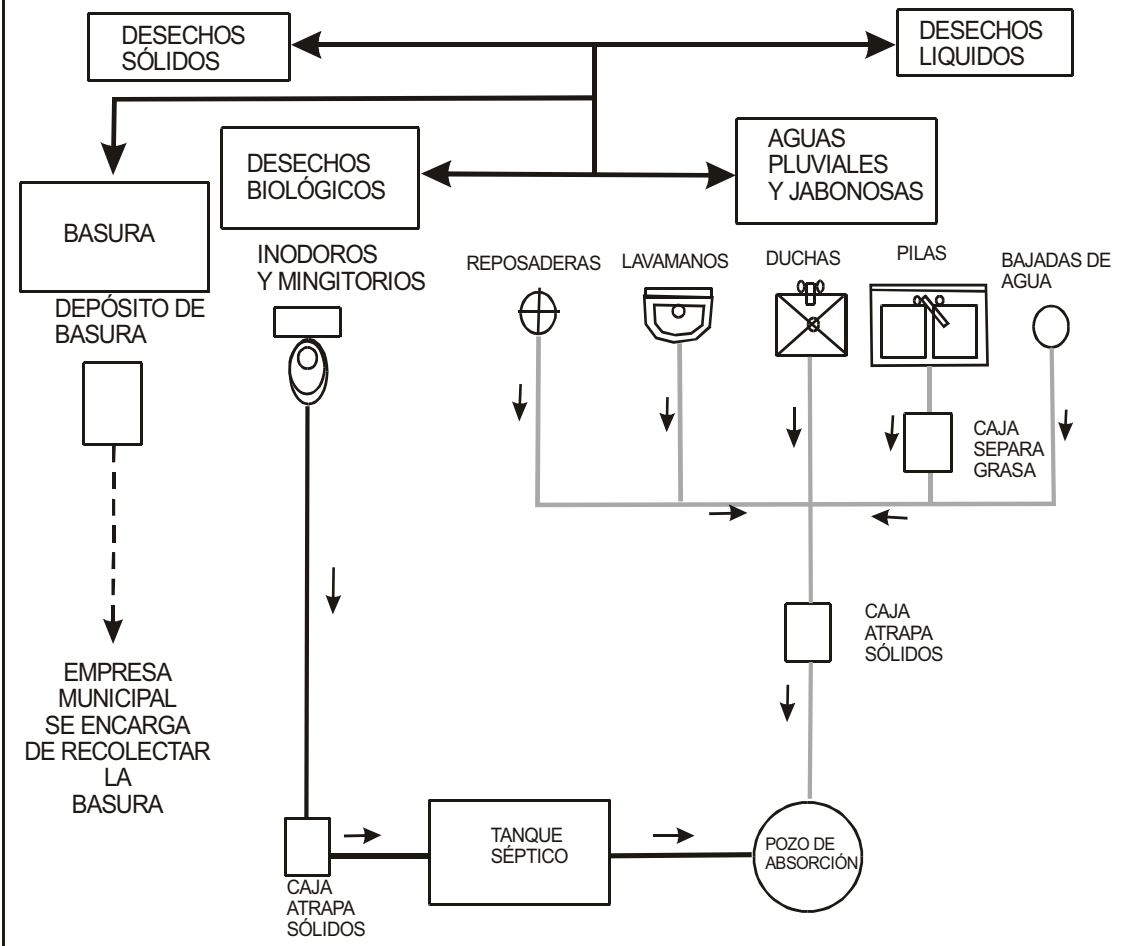 DESECHOS
SÓLIDOS
DESECHOS
LIQUIDOS
DESECHOS
BIOLÓGICOS
AGUAS
PLUVIALES
Y JABONOSAS
BASURA
INODOROS
Y MINGITORIOS
REPOSADERAS
LAVAMANOS
DUCHAS
PILAS
BAJADAS DE
AGUA
DEPÓSITO DE
BASURA
CAJA
SEPARA
GRASA
CAJA
ATRAPA
SÓLIDOS
EMPRESA
MUNICIPAL
SE ENCARGA
DE RECOLECTAR
LA
BASURA
TANQUE
SÉPTICO
POZO DE
ABSORCIÓN
CAJA
ATRAPA
SÓLIDOS